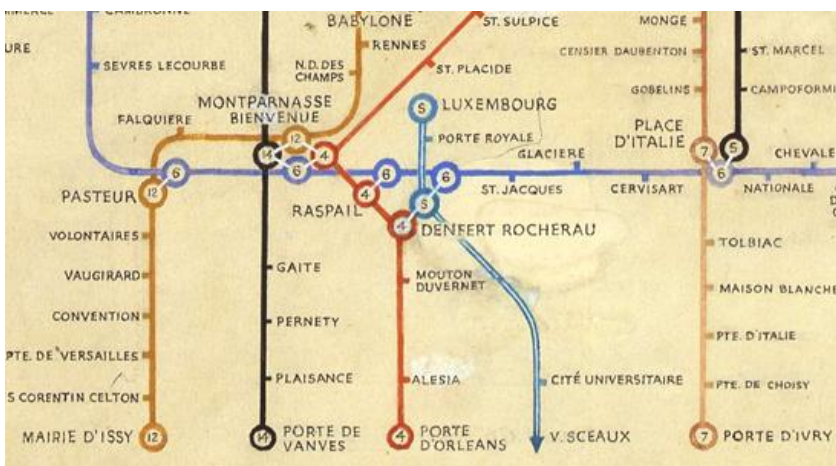 CAMBRONNE
BABYLONE
ST. SULPICE
MONGE
URE
SEVRES LECOURBE
RENNES
N.D. DES
CHAMPS
ST. PLACIDE
CENSIER DAUBENTON
ST. MARCEL
GOBELINS
CAMPOFORMI
MONTPARNASSE
BIENVENUE
LUXEMBOURG
5
FALQUIERE
PORTE ROYALE
PLACE
D'ITALIE
12
14
4
6
GLACIERE
7
5
6
CHEVALE
PASTEUR
12
6
RASPAIL
4
6
6
5
4
ST. JACQUES
CERVISART
NATIONALE
DENFERT ROCHERAU
VOLONTAIRES
TOLBIAC
VAUGIRARD
GAITE
MOUTON
DUVERNET
MAISON BLANCHE
CONVENTION
PERNETY
PTE. D'ITALIE
PTE. DE VERSAILLES
PLAISANCE
ALESIA
CITÉ UNIVERSITAIRE
PTE. DE CHOISY
S CORENTIN CELTON
MAIRIE D'ISSY
12
14
PORTE DE
VANVES
4
PORTE
D'ORLEANS
V. SCEAUX
7
PORTE D'IVRY